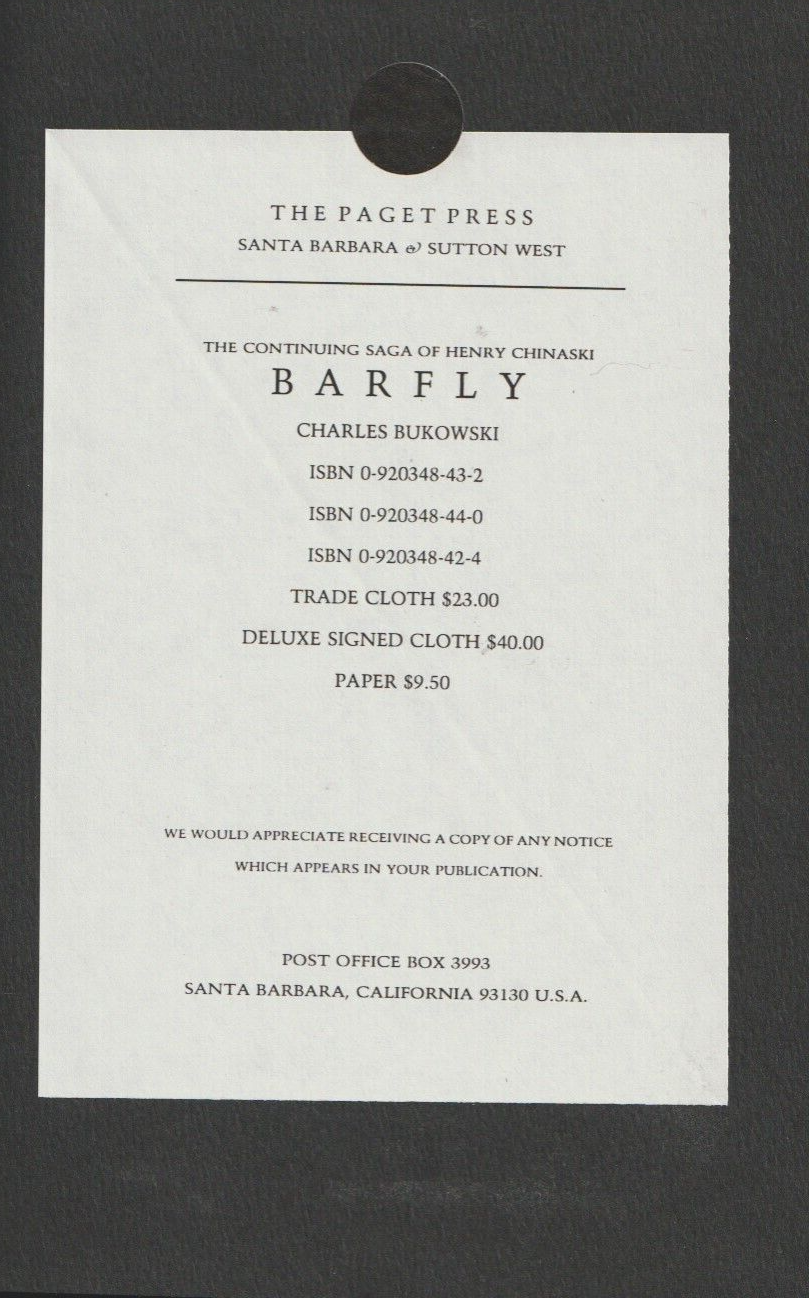 THE PAGET PRESS
SANTA BARBARA & SUTTON WEST
THE CONTINUING SAGA OF HENRY CHINASKI
BARFLY
CHARLES BUKOWSKI
ISBN 0-920348-43-2
ISBN 0-920348-44-0
ISBN 0-920348-42-4
TRADE CLOTH $23.00
DELUXE SIGNED CLOTH $40.00
PAPER $9.50
WE WOULD APPRECIATE RECEIVING A COPY OF ANY NOTICE
WHICH APPEARS IN YOUR PUBLICATION.
POST OFFICE BOX 3993
SANTA BARBARA, CALIFORNIA 93130 U.S.A.